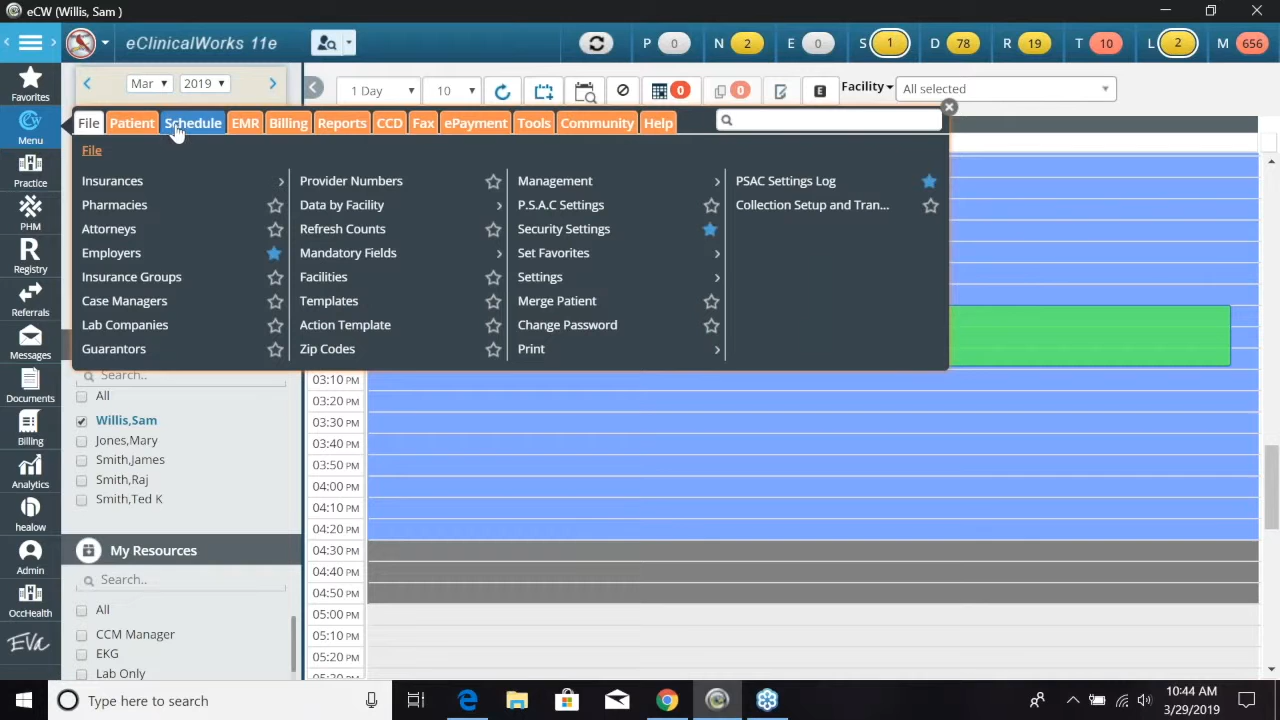 eCW (Willis, Sam )
eClinicalWorks 11e
P 0 N 2 E 0 S 1 D 78 R 19 T 10 L 2 M 656
Favorites
Menu
Practice
PHM
R
Registry
Referrals
Messages
Documents
Billing
Analytics
healow
Admin
OccHealth
EVA
Mar 2019
1 Day 10 0 0 E Facility All selected
File Patient Schedule EMR Billing Reports CCD Fax ePayment Tools Community Help
File
Insurances
Pharmacies
Attorneys
Employers
Insurance Groups
Case Managers
Lab Companies
Guarantors
Provider Numbers
Data by Facility
Refresh Counts
Mandatory Fields
Facilities
Templates
Action Template
Zip Codes
Management
P.S.A.C Settings
Security Settings
Set Favorites
Settings
Merge Patient
Change Password
Print
PSAC Settings Log
Collection Setup and Tran...
Search..
All
Willis,Sam
Jones,Mary
Smith,James
Smith,Raj
Smith,Ted K
My Resources
Search..
All
CCM Manager
EKG
Lab Only
03:10 PM
03:20 PM
03:30 PM
03:40 PM
03:50 PM
04:00 PM
04:10 PM
04:20 PM
04:30 PM
04:40 PM
04:50 PM
05:00 PM
05:10 PM
05:20 PM
Type here to search
10:44 AM
3/29/2019